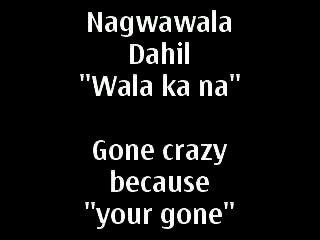 Nagwawala
Dahil
"Wala ka na"
Gone crazy
because
"your gone"